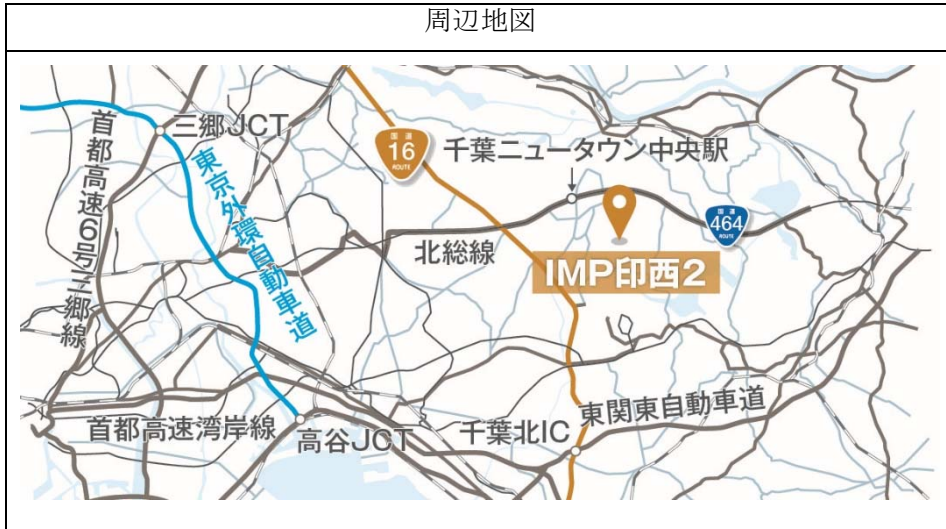 周辺地図
三郷JCT
首都高速6号三郷線
東京外環自動車道
国道
16
ROUTE
千葉ニュータウン中央駅
国道
464
ROUTE
北総線
IMP印西2
首都高速湾岸線
高谷JCT
千葉北IC
東関東自動車道